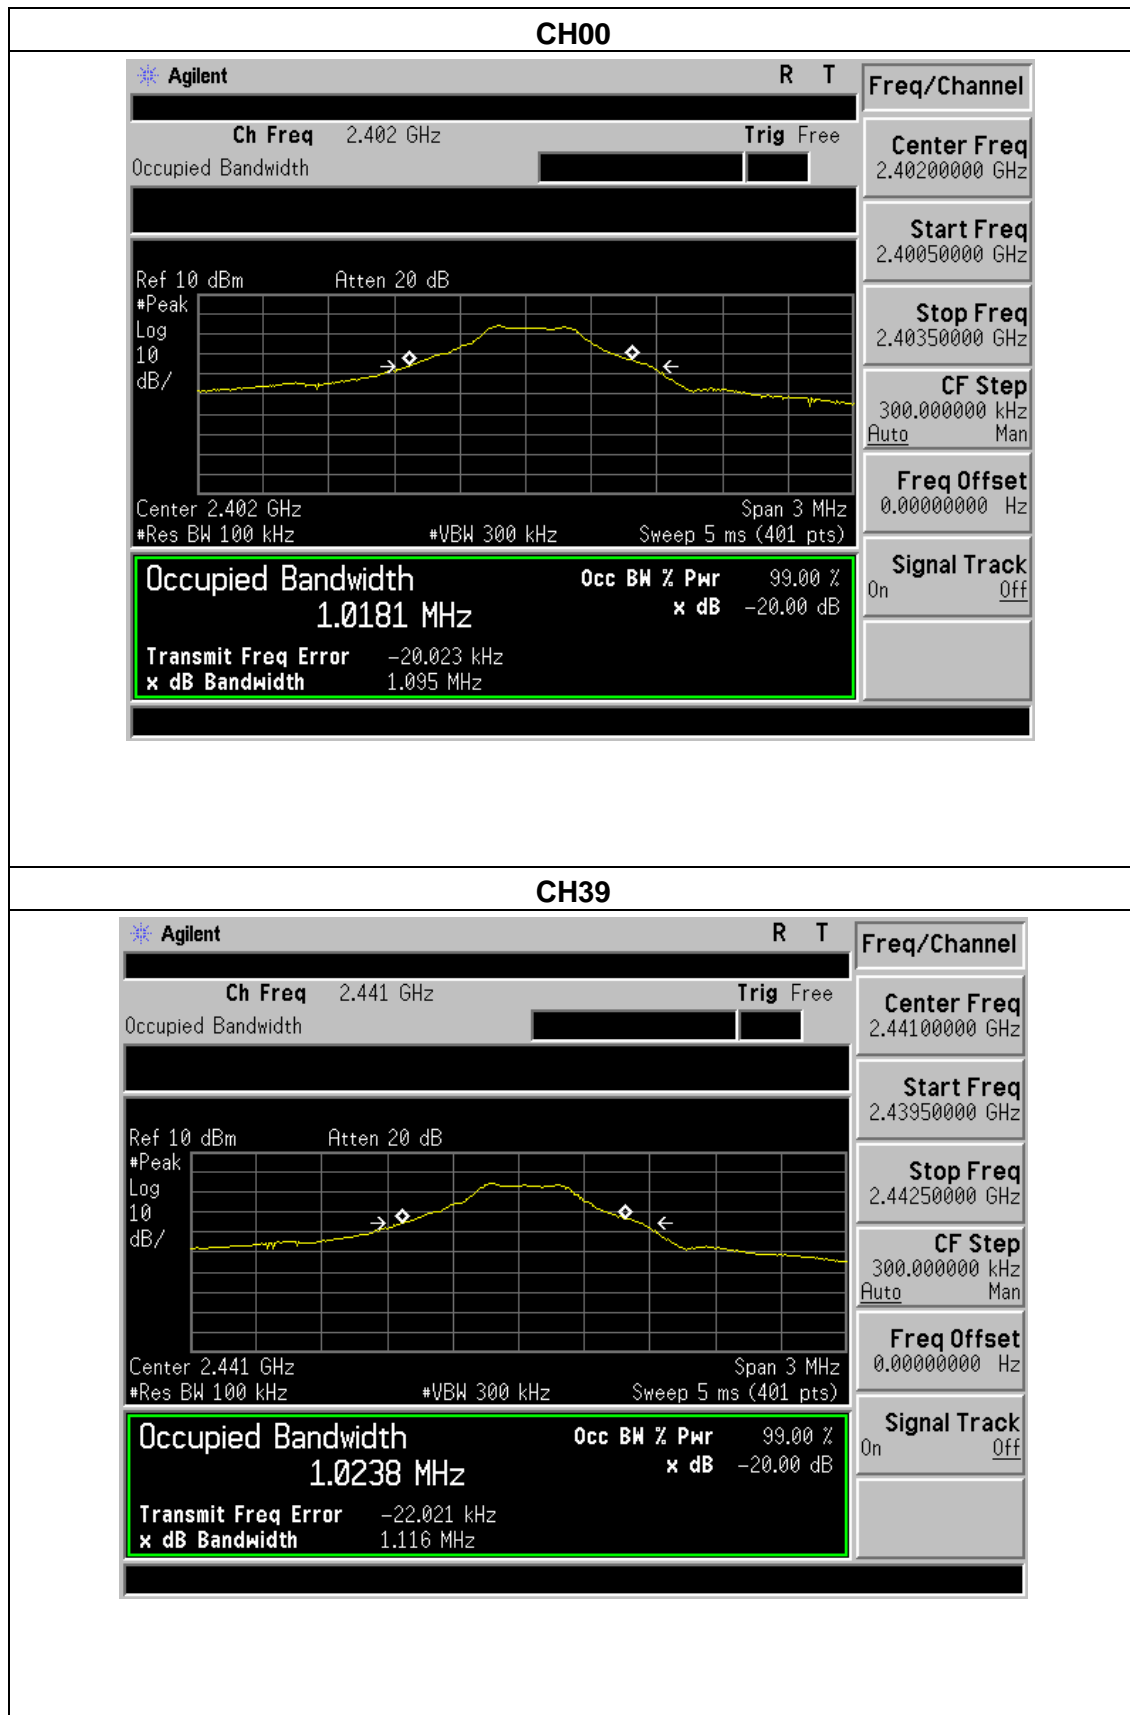 CH00
Agilent
R T
Freq/Channel
Ch Freq 2.402 GHz
Trig Free
Occupied Bandwidth
Center Freq
2.40200000 GHz
Start Freq
2.40050000 GHz
Stop Freq
2.40350000 GHz
CF Step
300.000000 kHz
Auto Man
Freq Offset
0.00000000 Hz
Signal Track
On Off
Ref 10 dBm
Atten 20 dB
#Peak
Log
10
dB/
Center 2.402 GHz
Span 3 MHz
#Res BW 100 kHz
#VBW 300 kHz
Sweep 5 ms (401 pts)
Occupied Bandwidth
1.0181 MHz
Occ BW % Pwr 99.00 %
x dB -20.00 dB
Transmit Freq Error -20.023 kHz
x dB Bandwidth 1.095 MHz
CH39
Agilent
R T
Freq/Channel
Ch Freq 2.441 GHz
Trig Free
Occupied Bandwidth
Center Freq
2.44100000 GHz
Start Freq
2.43950000 GHz
Stop Freq
2.44250000 GHz
CF Step
300.000000 kHz
Auto Man
Freq Offset
0.00000000 Hz
Signal Track
On Off
Ref 10 dBm
Atten 20 dB
#Peak
Log
10
dB/
Center 2.441 GHz
Span 3 MHz
#Res BW 100 kHz
#VBW 300 kHz
Sweep 5 ms (401 pts)
Occupied Bandwidth
1.0238 MHz
Occ BW % Pwr 99.00 %
x dB -20.00 dB
Transmit Freq Error -22.021 kHz
x dB Bandwidth 1.116 MHz